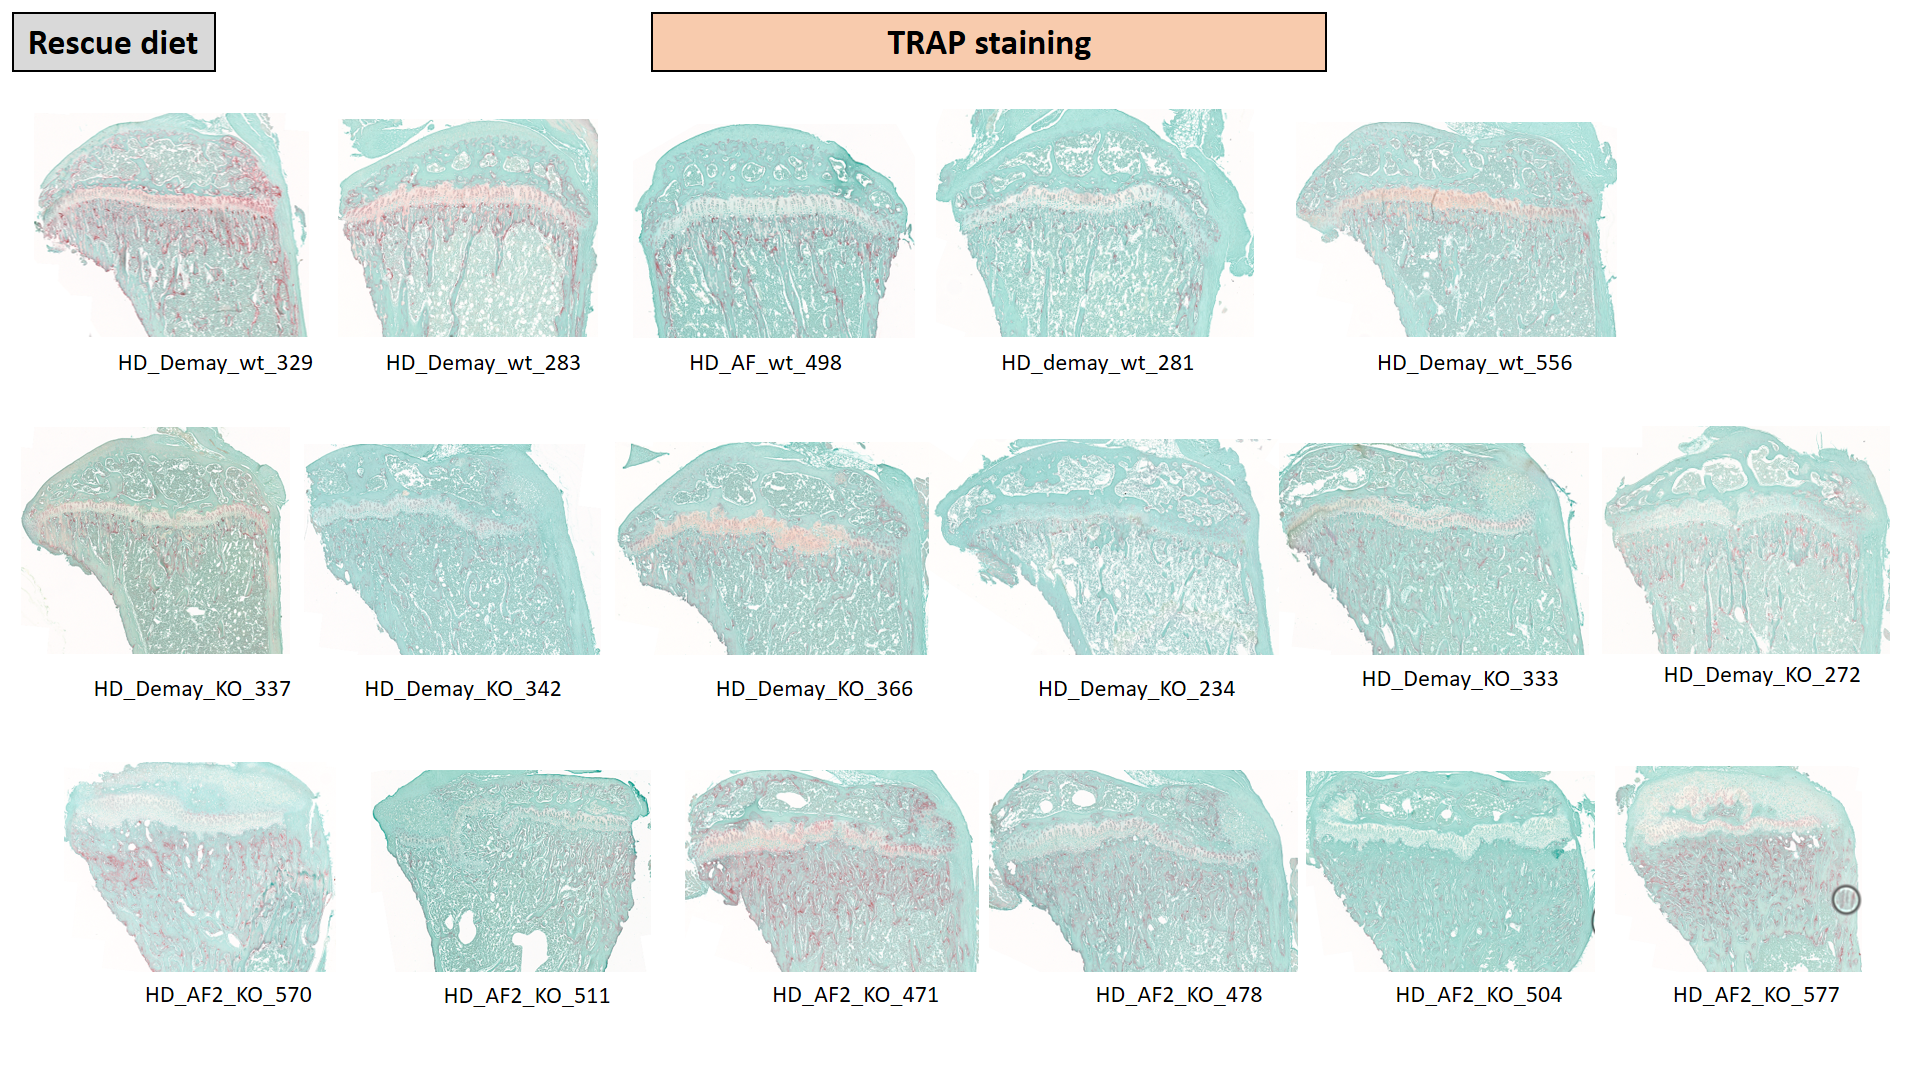 Rescue diet
TRAP staining
HD_Demay_wt_329
HD_Demay_wt_283
HD_AF_wt_498
HD_demay_wt_281
HD_Demay_wt_556
HD_Demay_KO_337
HD_Demay_KO_342
HD_Demay_KO_366
HD_Demay_KO_234
HD_Demay_KO_333
HD_Demay_KO_272
HD_AF2_KO_570
HD_AF2_KO_511
HD_AF2_KO_471
HD_AF2_KO_478
HD_AF2_KO_504
HD_AF2_KO_577